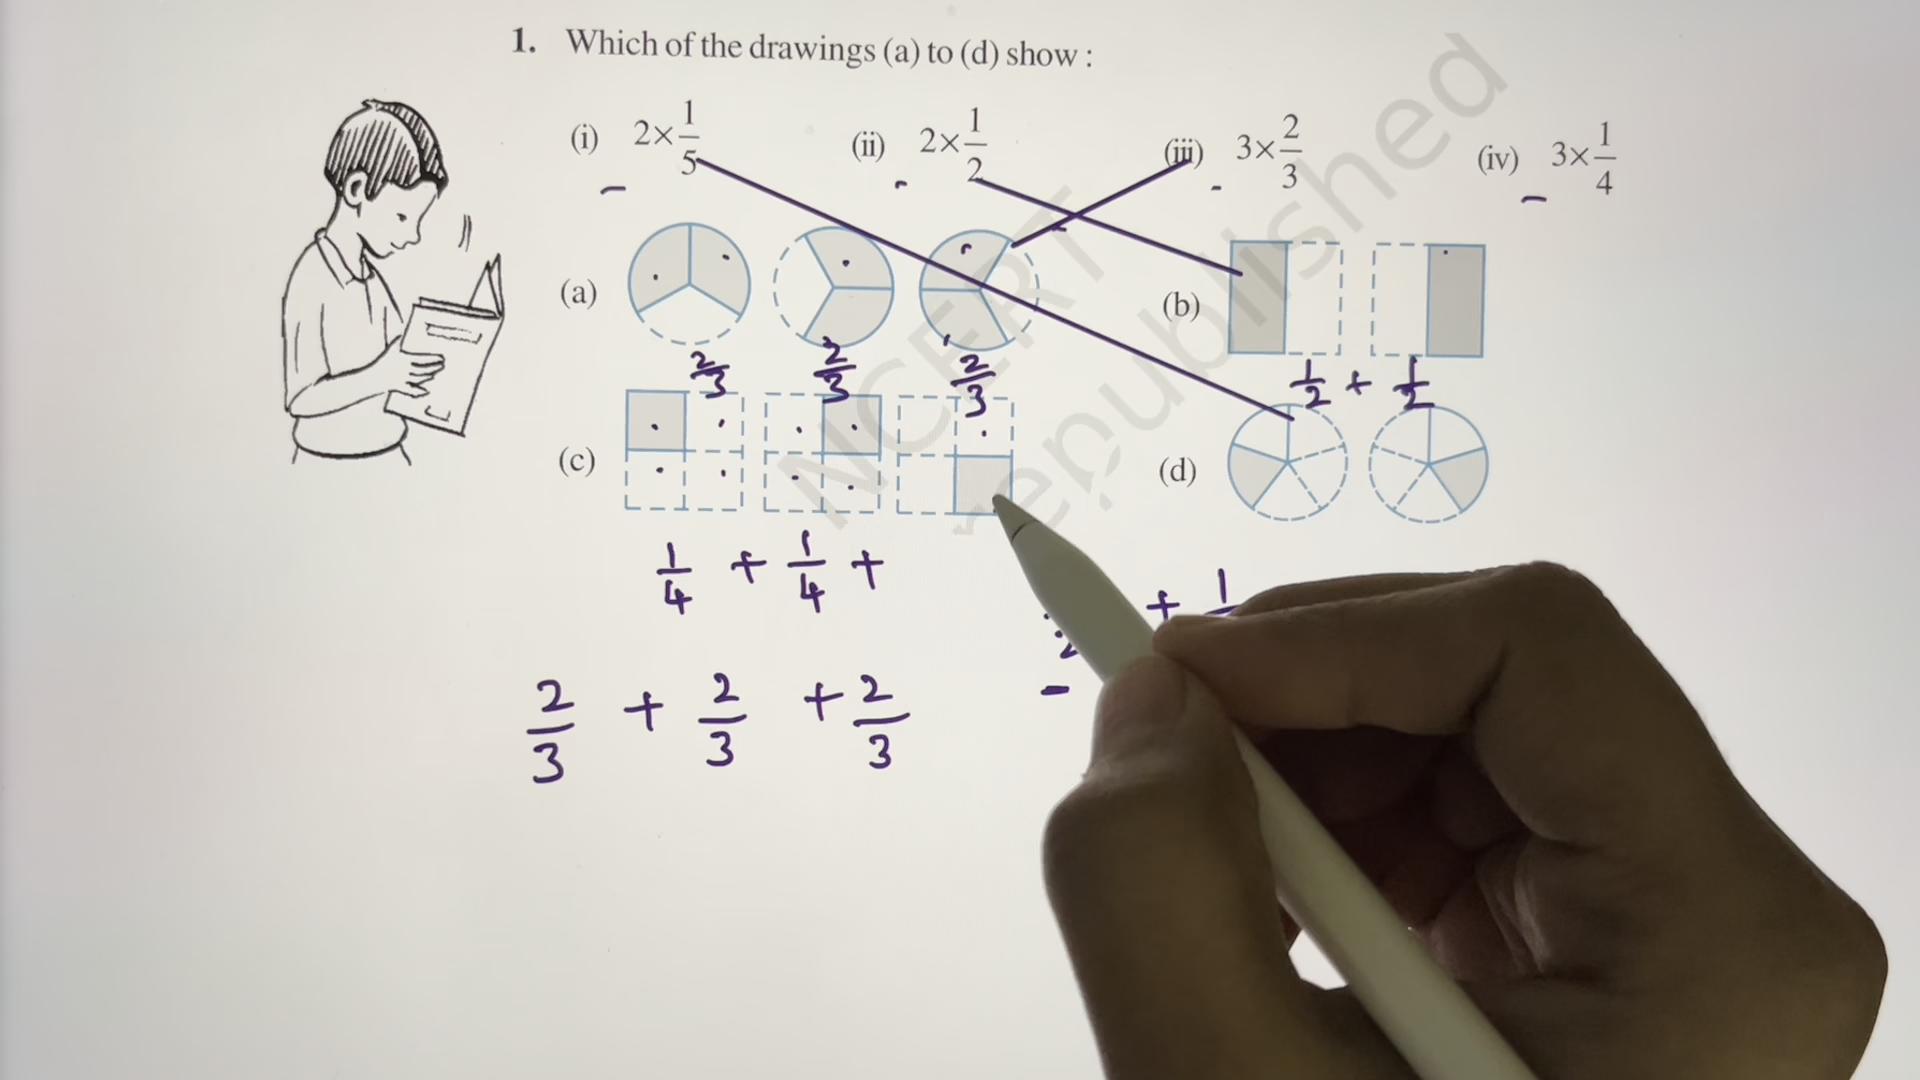 1. Which of the drawings (a) to (d) show :
(i) 2×1/5 (ii) 2×1/2 (iii) 3×2/3 (iv) 3×1/4
(a) (b)
2/3 2/3 2/3 1/2 + 1/2
(c) (d)
1/4 + 1/4 + + 1
2/3 + 2/3 + 2/3
NCERT
republished